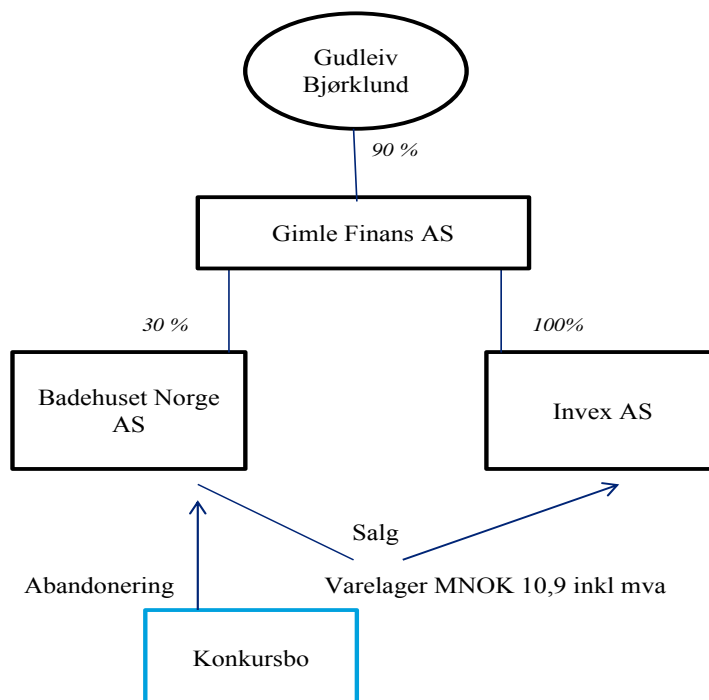 Gudleiv
Bjørklund
90 %
Gimle Finans AS
30 %
100%
Badehuset Norge
AS
Invex AS
Salg
Abandonering
Varelager MNOK 10,9 inkl mva
Konkursbo